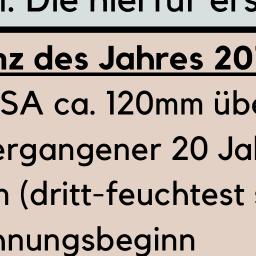 . Die hierfür ers
nz des Jahres 20
SA ca. 120mm übe
ergangener 20 Ja
n (dritt-feuchtest
nnungsbeginn